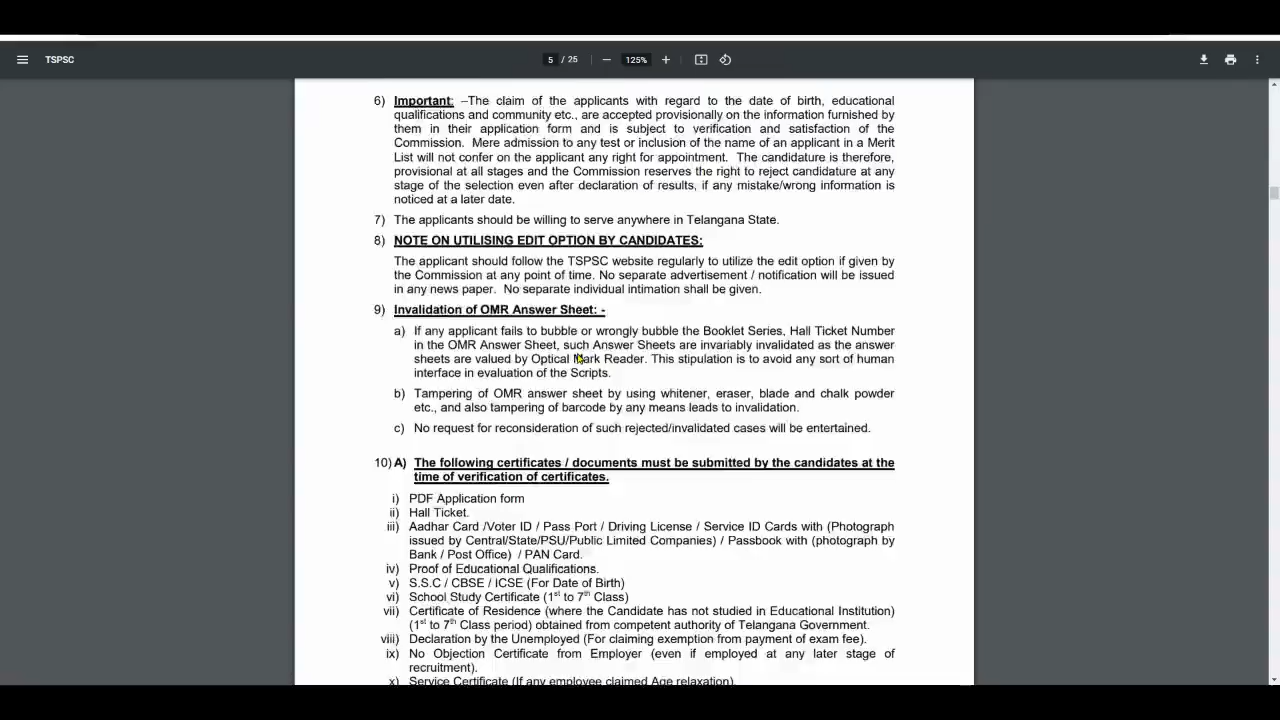 TSPSC
5 / 25
125%
6) Important: –The claim of the applicants with regard to the date of birth, educational
qualifications and community etc., are accepted provisionally on the information furnished by
them in their application form and is subject to verification and satisfaction of the
Commission. Mere admission to any test or inclusion of the name of an applicant in a Merit
List will not confer on the applicant any right for appointment. The candidature is therefore,
provisional at all stages and the Commission reserves the right to reject candidature at any
stage of the selection even after declaration of results, if any mistake/wrong information is
noticed at a later date.
7) The applicants should be willing to serve anywhere in Telangana State.
8) NOTE ON UTILISING EDIT OPTION BY CANDIDATES:
The applicant should follow the TSPSC website regularly to utilize the edit option if given by
the Commission at any point of time. No separate advertisement / notification will be issued
in any news paper. No separate individual intimation shall be given.
9) Invalidation of OMR Answer Sheet: -
a) If any applicant fails to bubble or wrongly bubble the Booklet Series, Hall Ticket Number
in the OMR Answer Sheet, such Answer Sheets are invariably invalidated as the answer
sheets are valued by Optical Mark Reader. This stipulation is to avoid any sort of human
interface in evaluation of the Scripts.
b) Tampering of OMR answer sheet by using whitener, eraser, blade and chalk powder
etc., and also tampering of barcode by any means leads to invalidation.
c) No request for reconsideration of such rejected/invalidated cases will be entertained.
10) A) The following certificates / documents must be submitted by the candidates at the
time of verification of certificates.
i) PDF Application form
ii) Hall Ticket.
iii) Aadhar Card /Voter ID / Pass Port / Driving License / Service ID Cards with (Photograph
issued by Central/State/PSU/Public Limited Companies) / Passbook with (photograph by
Bank / Post Office) / PAN Card.
iv) Proof of Educational Qualifications.
v) S.S.C / CBSE / ICSE (For Date of Birth)
vi) School Study Certificate (1st to 7th Class)
vii) Certificate of Residence (where the Candidate has not studied in Educational Institution)
(1st to 7th Class period) obtained from competent authority of Telangana Government.
viii) Declaration by the Unemployed (For claiming exemption from payment of exam fee).
ix) No Objection Certificate from Employer (even if employed at any later stage of
recruitment).
x) Service Certificate (If any employee claimed Age relaxation).